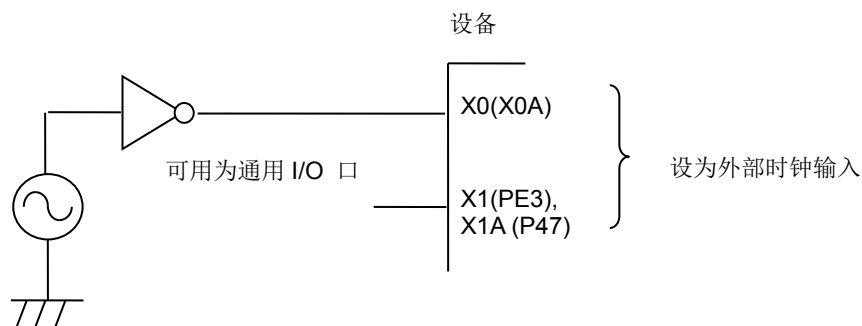 设备
X0(X0A)
可用为通用 I/O 口
设为外部时钟输入
X1(PE3),
X1A (P47)